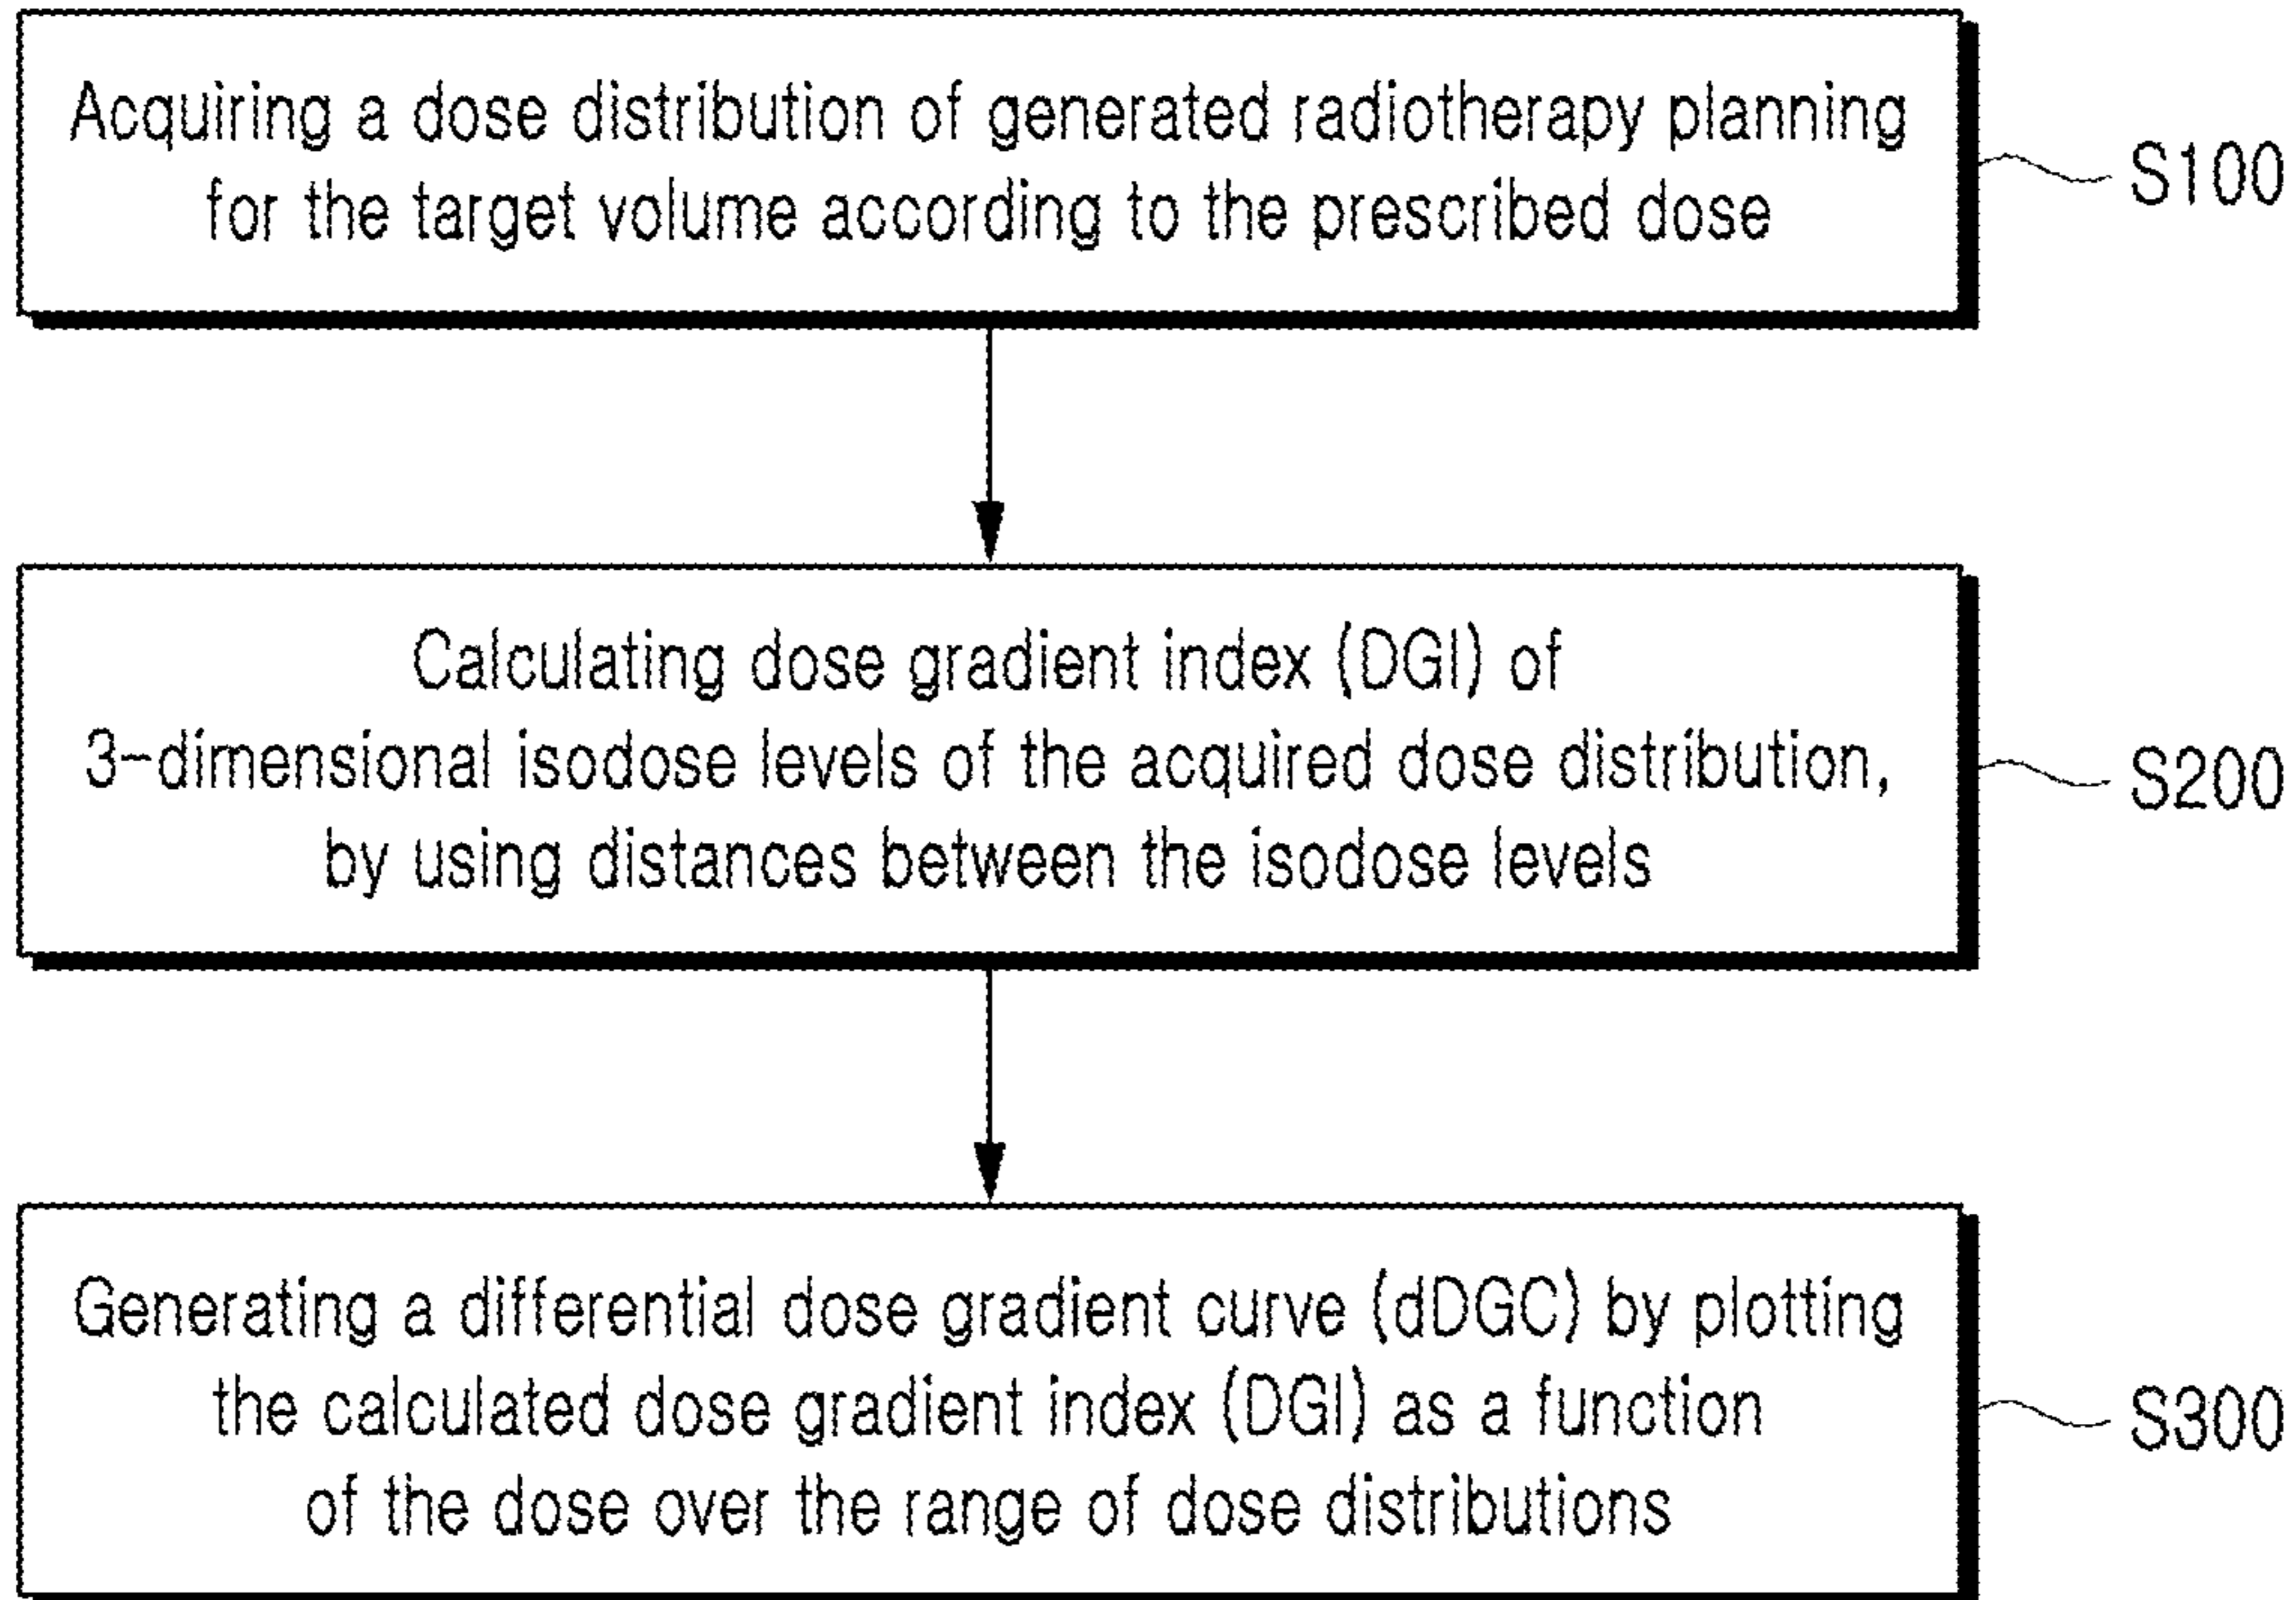 Acquiring a dose distribution of generated radiotherapy planning
for the target volume according to the prescribed dose
S100
Calculating dose gradient index (DGI) of
3-dimensional isodose levels of the acquired dose distribution,
by using distances between the isodose levels
S200
Generating a differential dose gradient curve (dDGC) by plotting
the calculated dose gradient index (DGI) as a function
of the dose over the range of dose distributions
S300